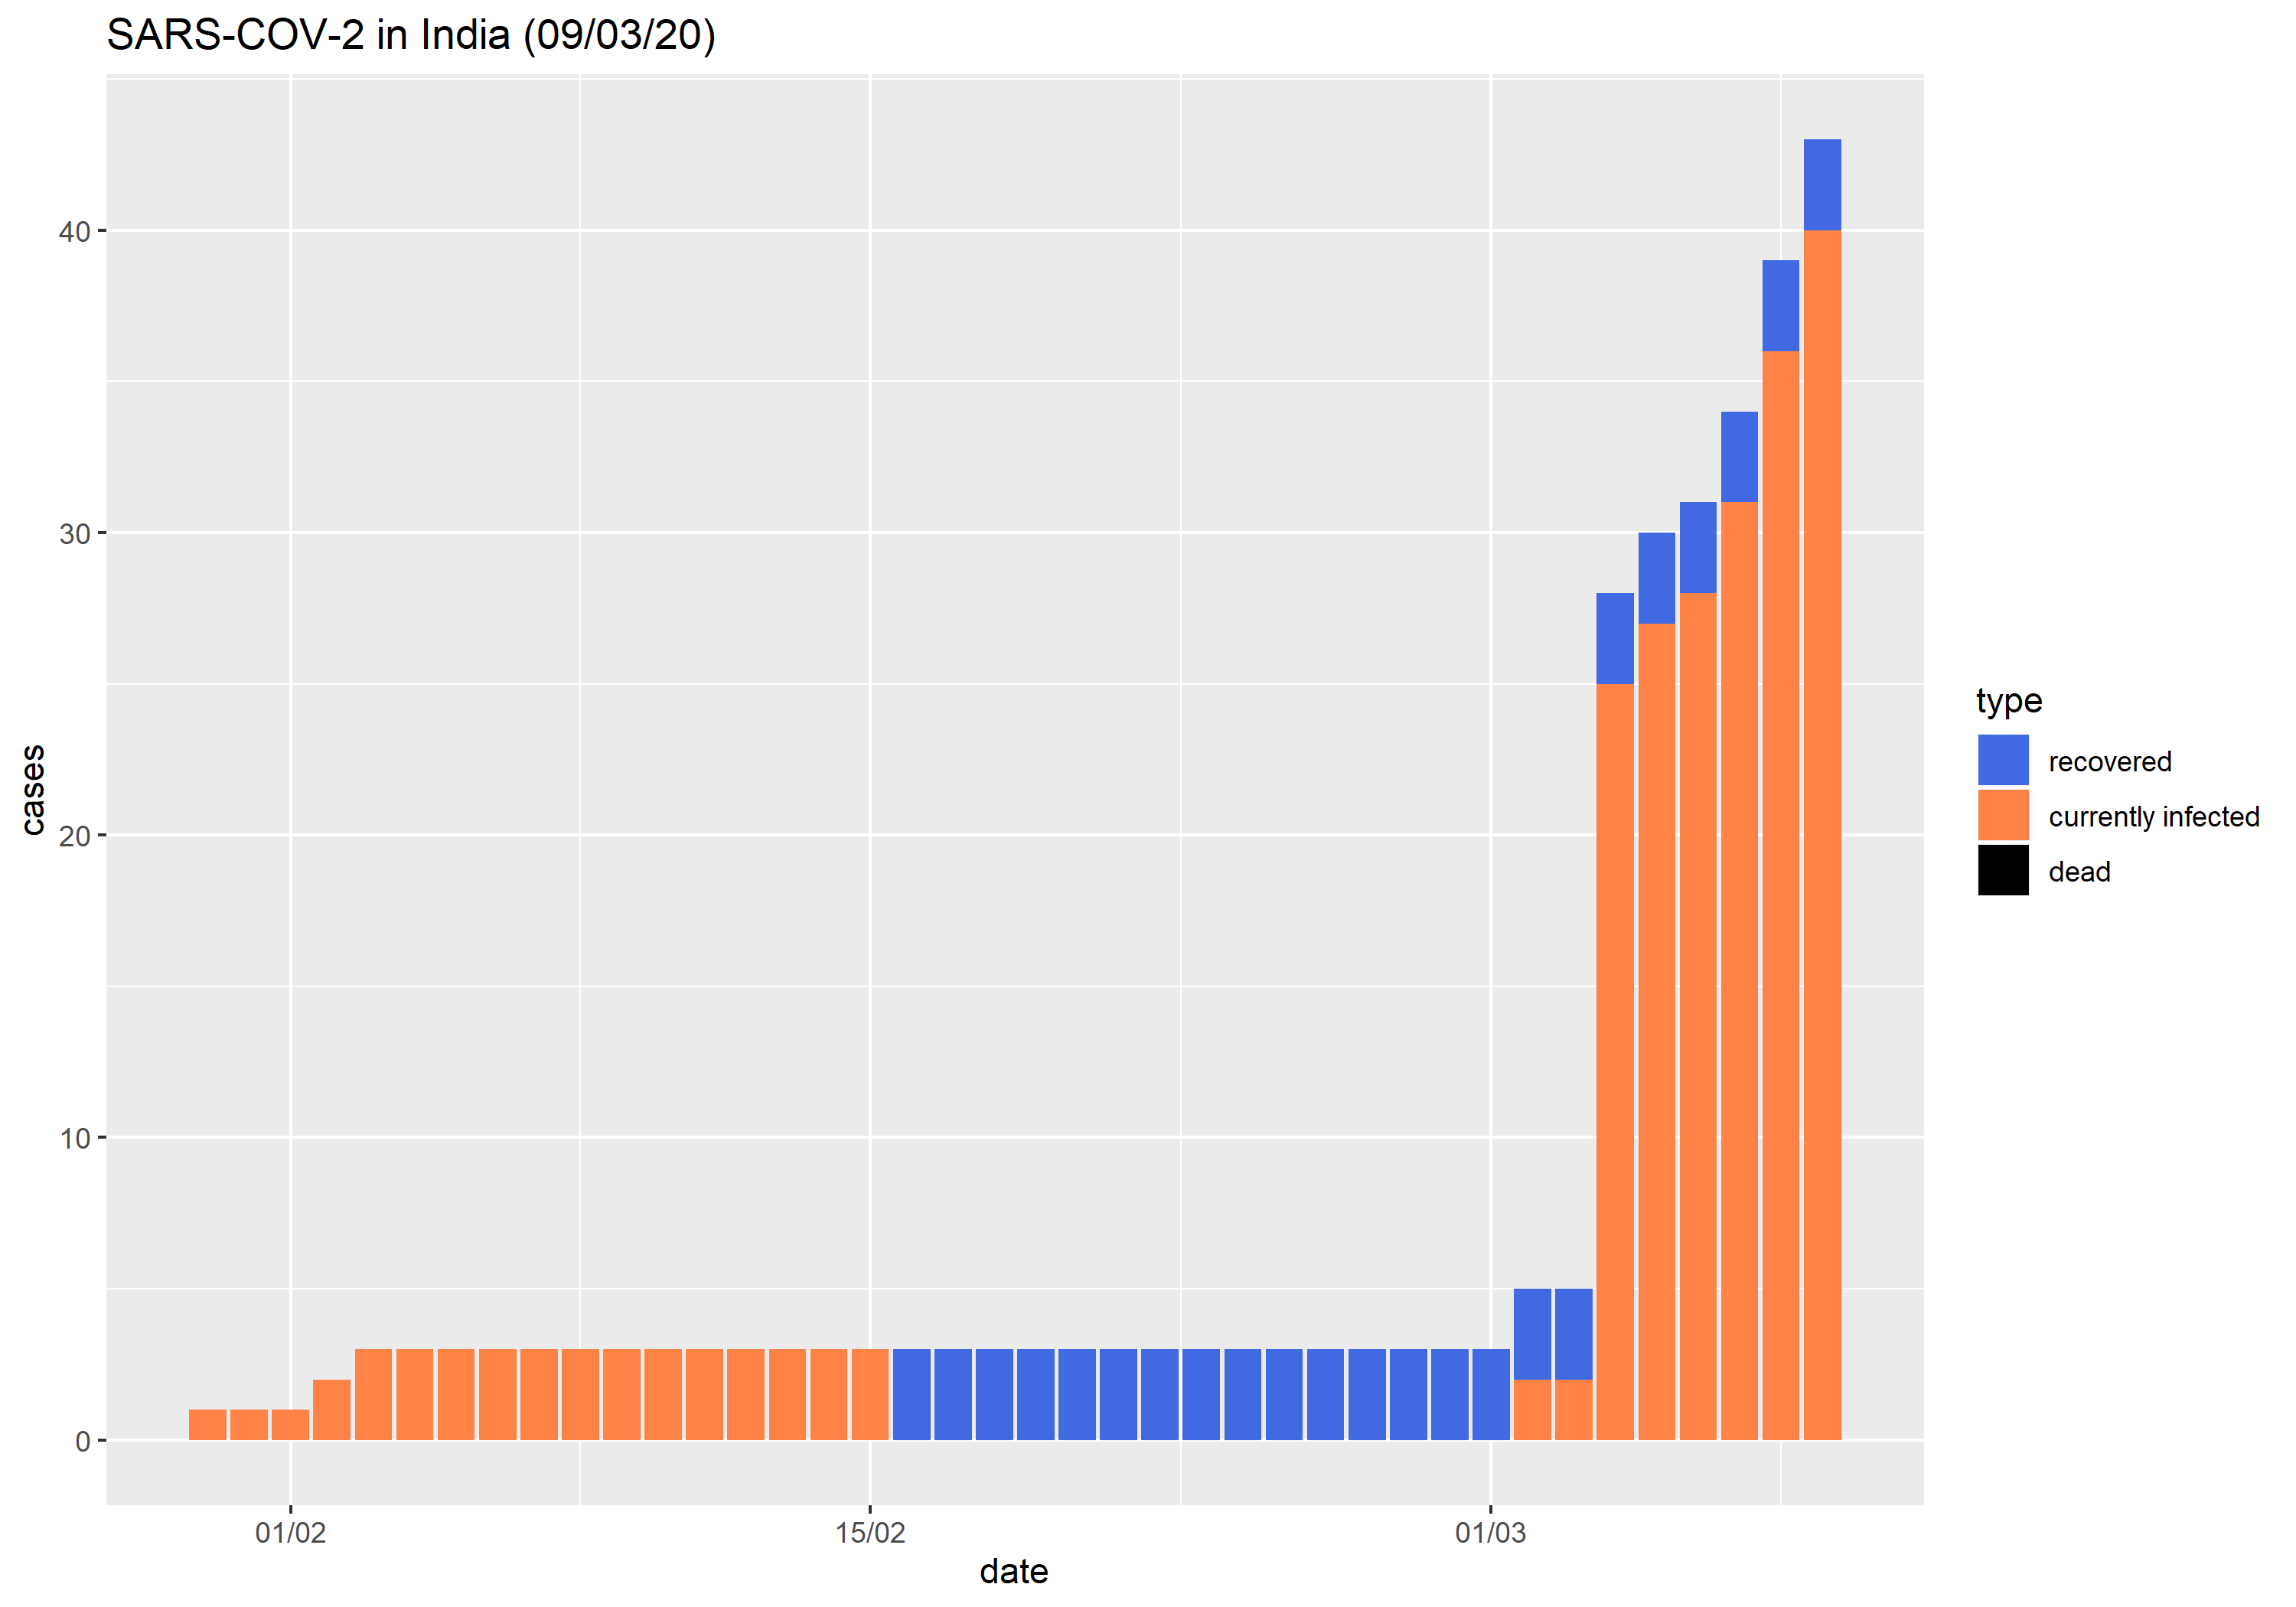 SARS-COV-2 in India (09/03/20)
cases
40
30
20
10
0
01/02
15/02
01/03
date
type
recovered
currently infected
dead